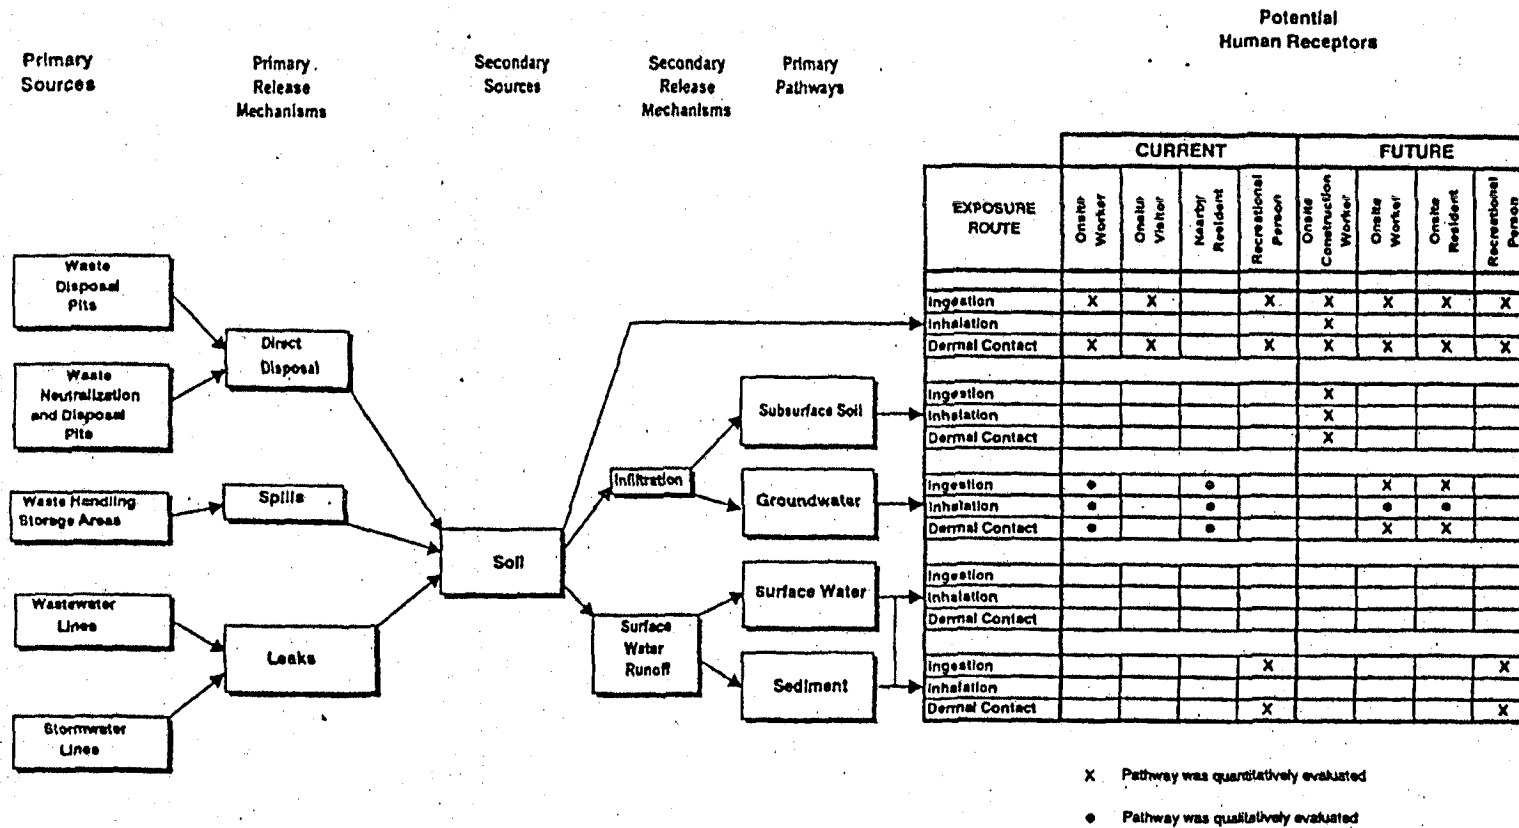 Potential
Human Receptors
Primary
Sources
Primary
Release
Mechanisms
Secondary
Sources
Secondary
Release
Mechanisms
Primary
Pathways
CURRENT
FUTURE
EXPOSURE
ROUTE
Onsite
Worker
Onsite
Visitor
Nearby
Resident
Recreational
Person
Onsite
Construction
Worker
Onsite
Worker
Onsite
Resident
Recreational
Person
Waste
Disposal
Pits
Waste
Neutralization
and Disposal
Pits
Waste Handling
Storage Areas
Wastewater
Lines
Stormwater
Lines
Direct
Disposal
Spills
Leaks
Soil
Infiltration
Surface
Water
Runoff
Subsurface Soil
Groundwater
Surface Water
Sediment
Ingestion X X X X X X X
Inhalation X
Dermal Contact X X X X X X X
Ingestion X
Inhalation X
Dermal Contact X
Ingestion ● ● X X
Inhalation ● ● ● ●
Dermal Contact ● ● X X
Ingestion
Inhalation
Dermal Contact
Ingestion X X
Inhalation
Dermal Contact X X
X Pathway was quantitatively evaluated
● Pathway was qualitatively evaluated